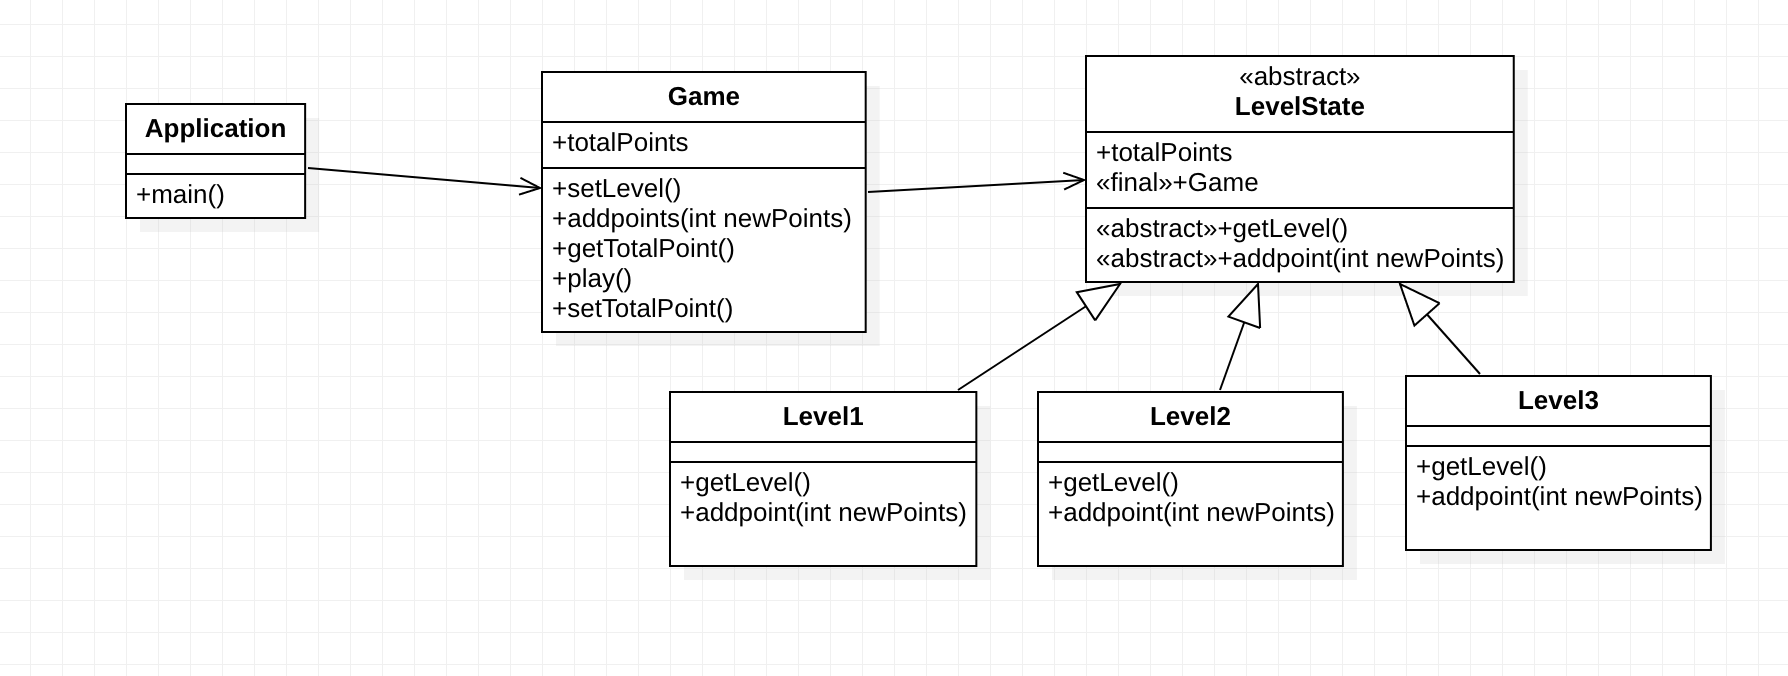 Application
+main()
Game
+totalPoints
+setLevel()
+addpoints(int newPoints)
+getTotalPoint()
+play()
+setTotalPoint()
«abstract»
LevelState
+totalPoints
«final»+Game
«abstract»+getLevel()
«abstract»+addpoint(int newPoints)
Level1
+getLevel()
+addpoint(int newPoints)
Level2
+getLevel()
+addpoint(int newPoints)
Level3
+getLevel()
+addpoint(int newPoints)